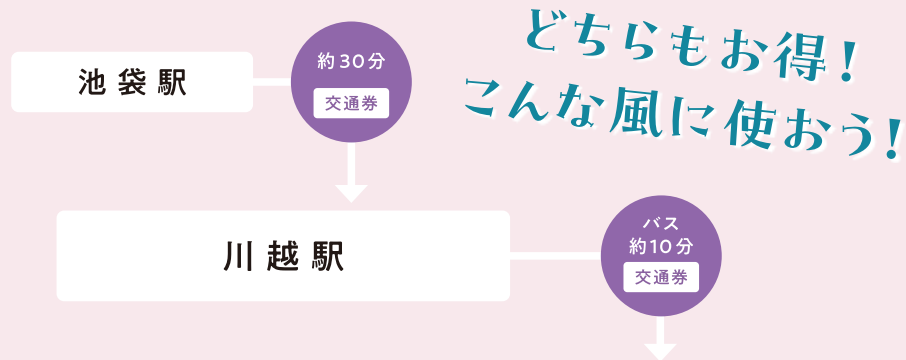 どちらもお得！
こんな風に使おう！
池袋駅
約30分
交通券
川越駅
バス
約10分
交通券